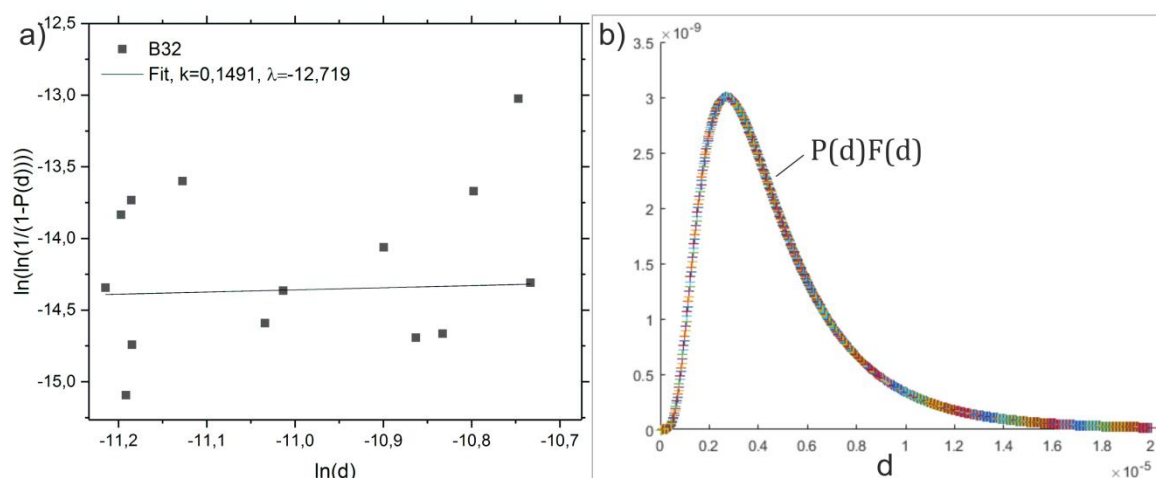 a)
B32
Fit, k=0,1491, λ=-12,719
-12,5
-13,0
-13,5
-14,0
-14,5
-15,0
ln(ln(1/(1-P(d))))
-11,2 -11,1 -11,0 -10,9 -10,8 -10,7
ln(d)
b)
×10⁻⁹
3.5
3
2.5
2
1.5
1
0.5
0
P(d)F(d)
0 0.2 0.4 0.6 0.8 1 1.2 1.4 1.6 1.8 2
d
×10⁻⁵